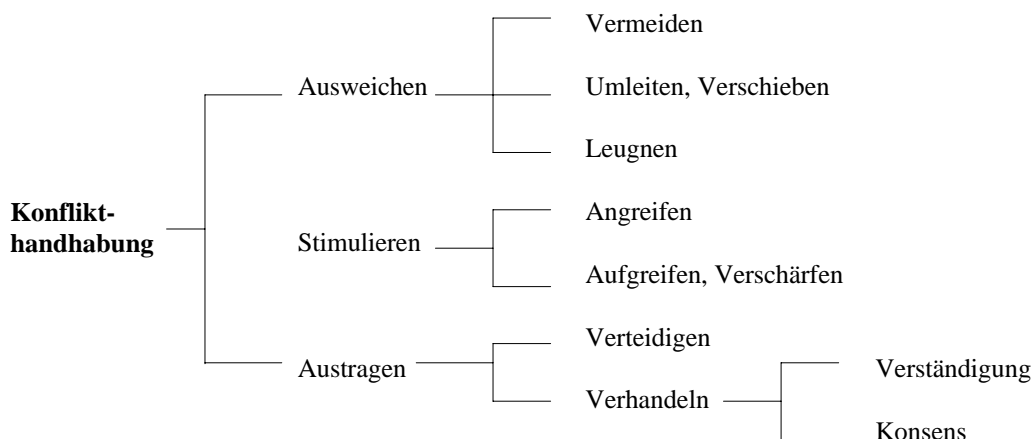 Vermeiden
Ausweichen
Umleiten, Verschieben
Leugnen
Konflikt-
handhabung
Angreifen
Stimulieren
Aufgreifen, Verschärfen
Verteidigen
Austragen
Verständigung
Verhandeln
Konsens